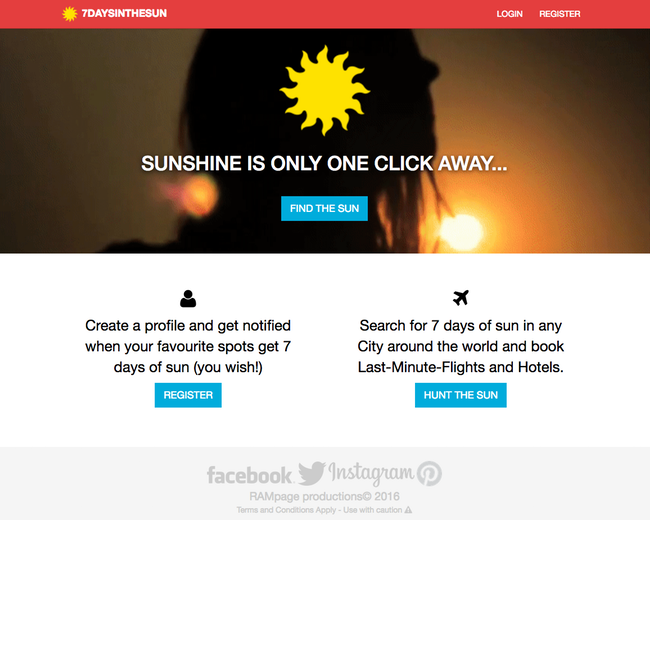 7DAYSINTHESUN
LOGIN
REGISTER
SUNSHINE IS ONLY ONE CLICK AWAY...
FIND THE SUN
Create a profile and get notified
when your favourite spots get 7
days of sun (you wish!)
REGISTER
Search for 7 days of sun in any
City around the world and book
Last-Minute-Flights and Hotels.
HUNT THE SUN
facebook Instagram
RAMpage productions© 2016
Terms and Conditions Apply - Use with caution